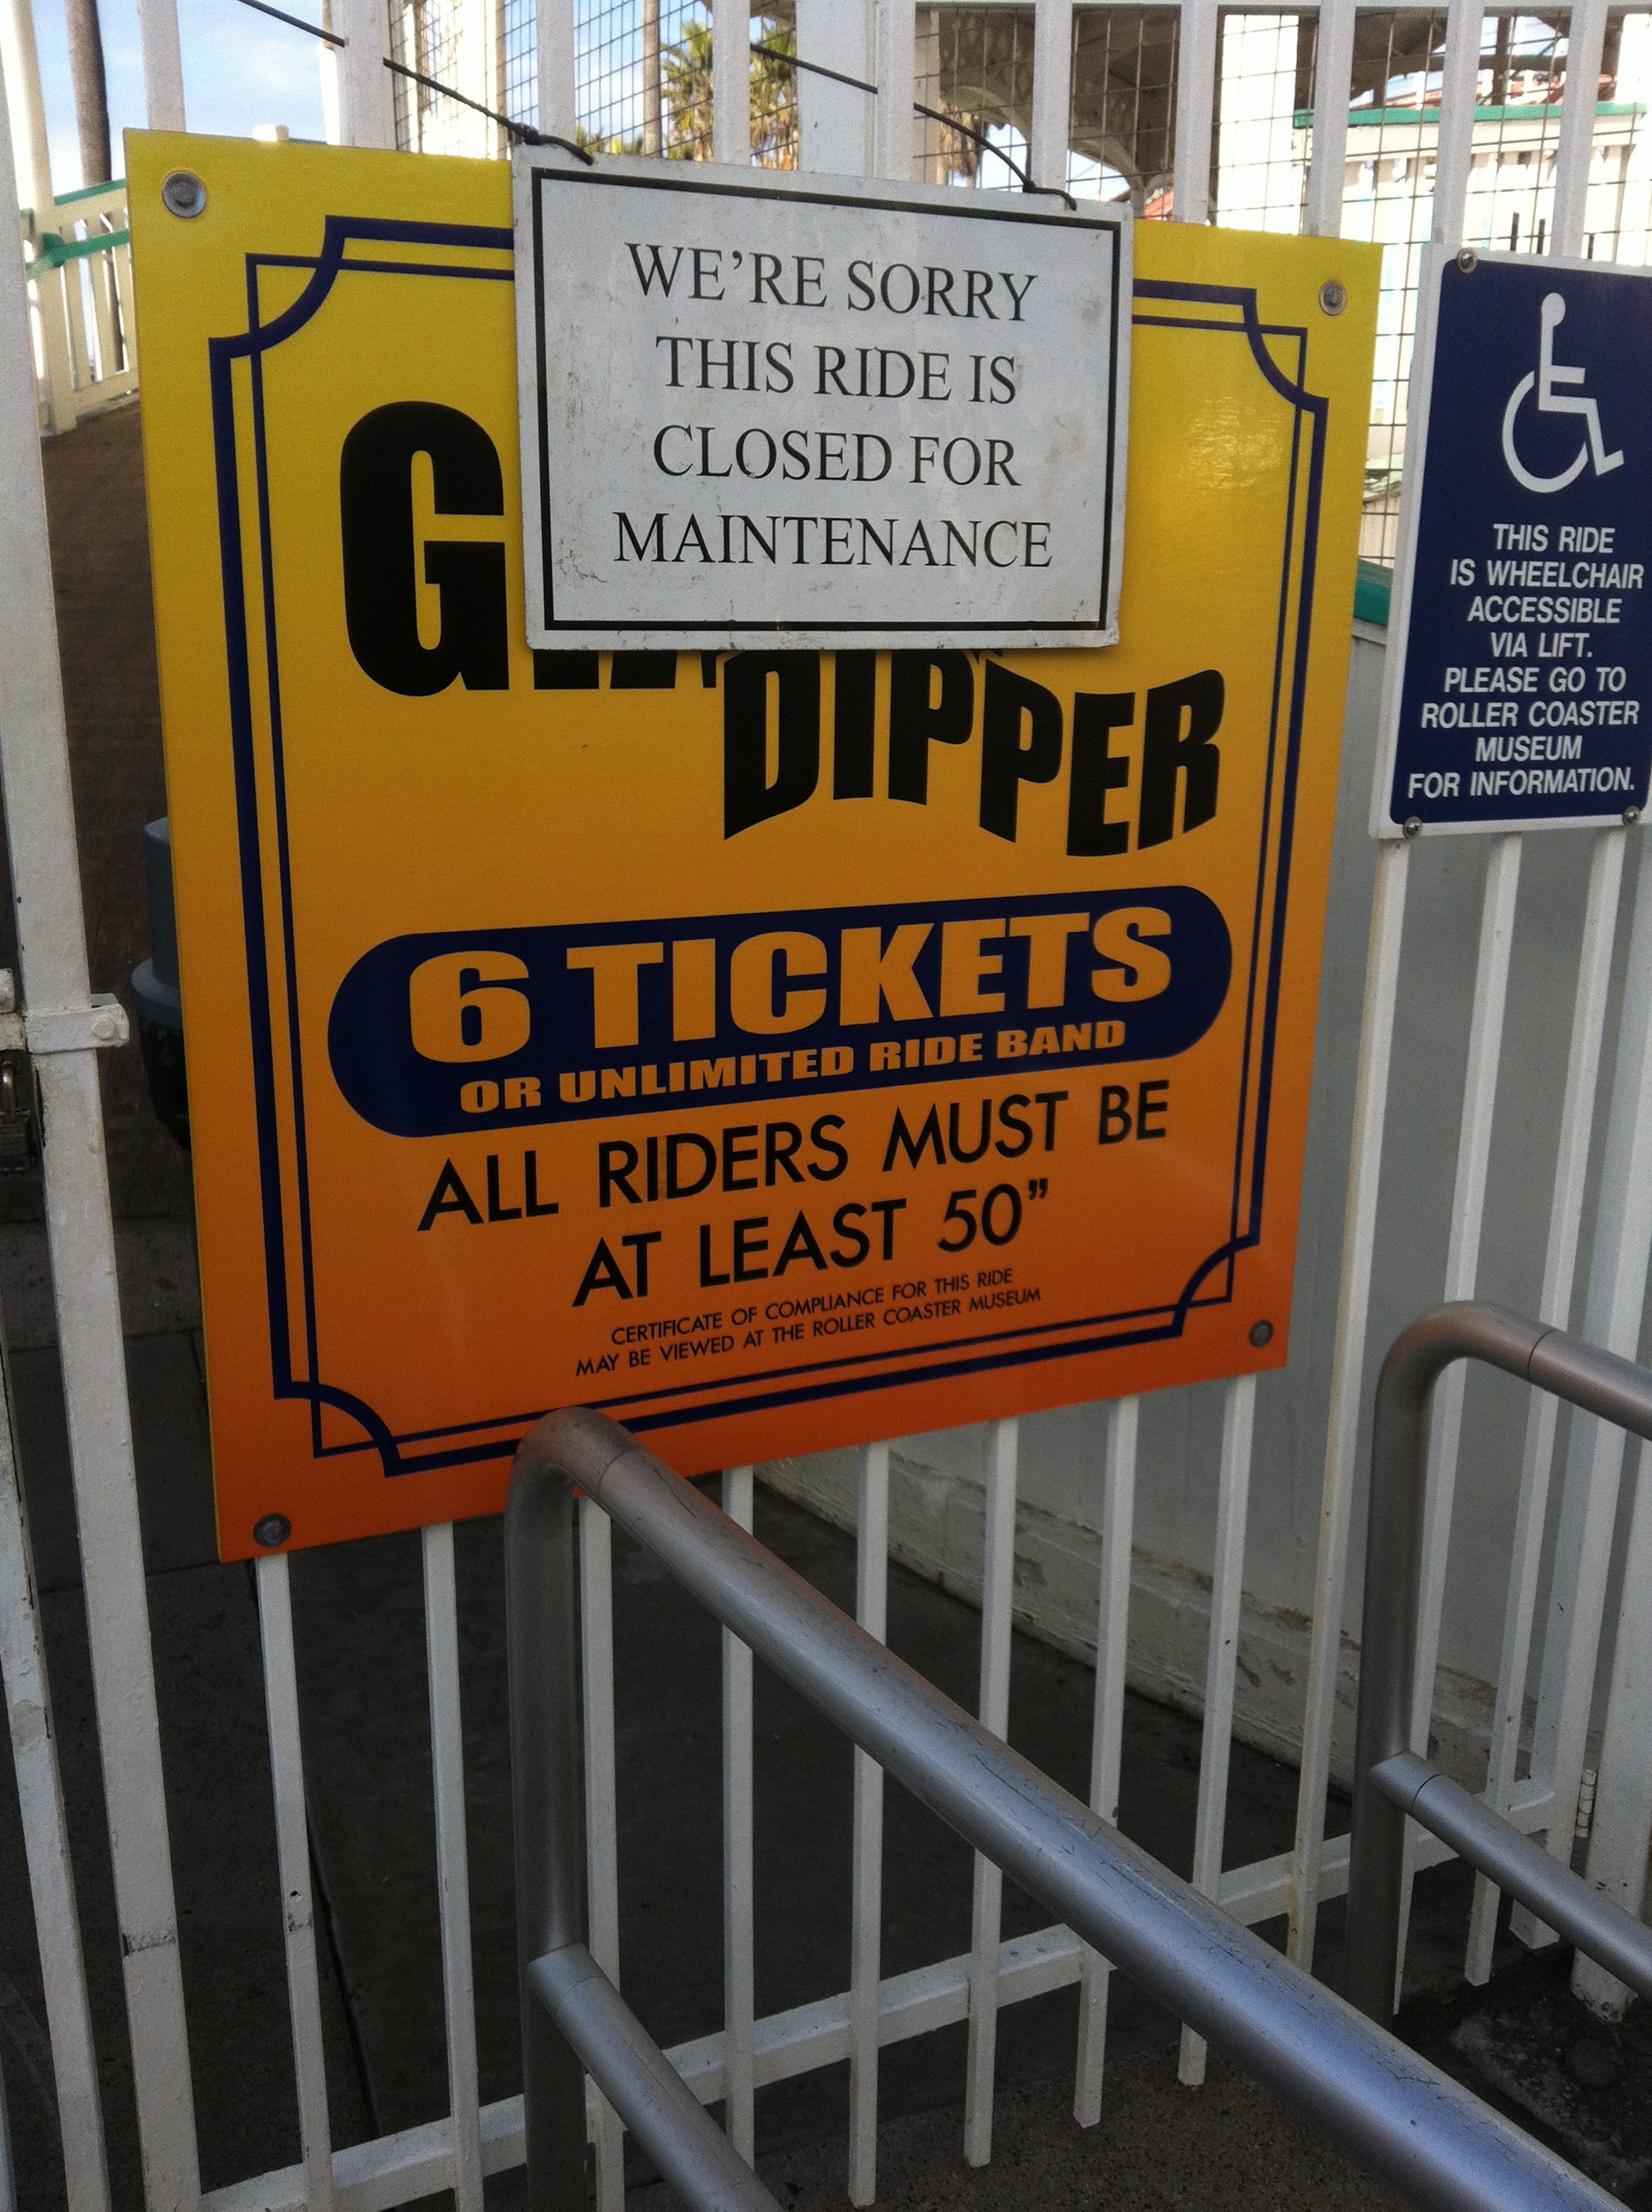 WE'RE SORRY
THIS RIDE IS
CLOSED FOR
MAINTENANCE
DIPPER
6 TICKETS
OR UNLIMITED RIDE BAND
ALL RIDERS MUST BE
AT LEAST 50”
CERTIFICATE OF COMPLIANCE FOR THIS RIDE
MAY BE VIEWED AT THE ROLLER COASTER MUSEUM
THIS RIDE
IS WHEELCHAIR
ACCESSIBLE
VIA LIFT.
PLEASE GO TO
ROLLER COASTER
MUSEUM
FOR INFORMATION.